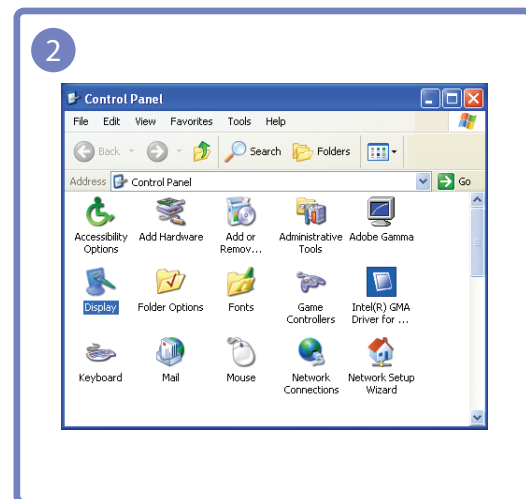 2
Control Panel
File Edit View Favorites Tools Help
Back Search Folders
Address Control Panel Go
Accessibility Options Add Hardware Add or Remov... Administrative Tools Adobe Gamma
Display Folder Options Fonts Game Controllers Intel(R) GMA Driver for ...
Keyboard Mail Mouse Network Connections Network Setup Wizard